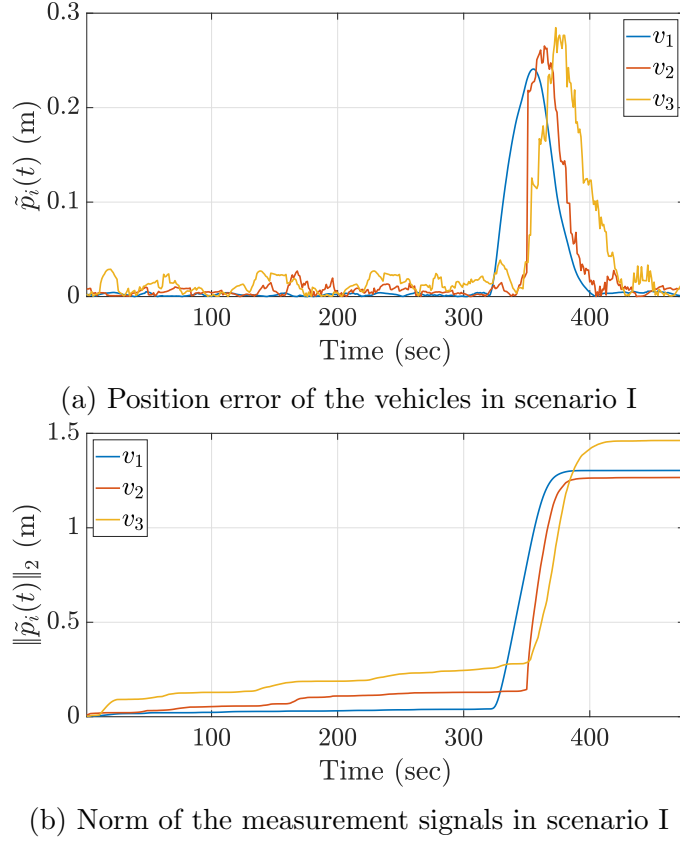 0.3
0.2
0.1
0
p̃ᵢ(t) (m)
v₁
v₂
v₃
100 200 300 400
Time (sec)
(a) Position error of the vehicles in scenario I
1.5
1
0.5
0
‖p̃ᵢ(t)‖₂ (m)
v₁
v₂
v₃
100 200 300 400
Time (sec)
(b) Norm of the measurement signals in scenario I